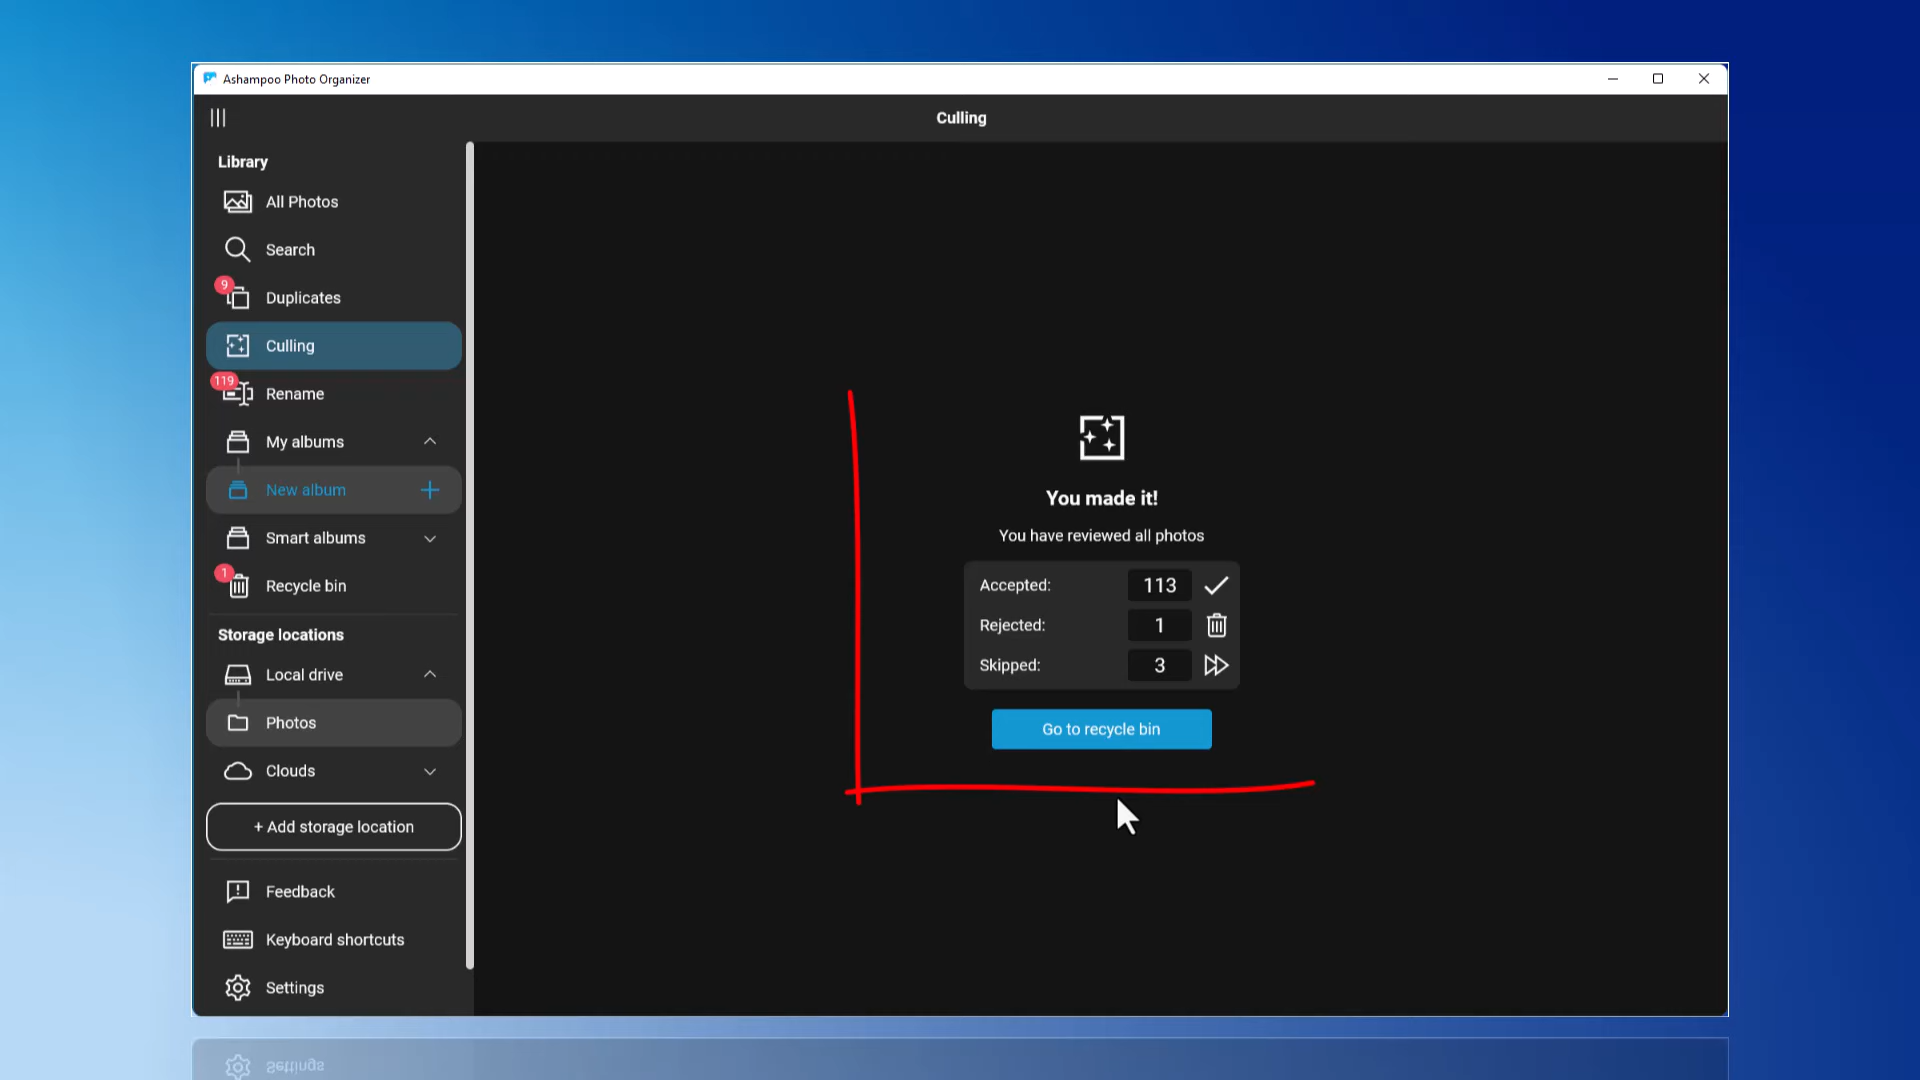 Ashampoo Photo Organizer
Culling
Library
All Photos
Search
9
Duplicates
Culling
119
Rename
My albums
New album
Smart albums
1
Recycle bin
Storage locations
Local drive
Photos
Clouds
+ Add storage location
Feedback
Keyboard shortcuts
Settings
You made it!
You have reviewed all photos
Accepted: 113
Rejected: 1
Skipped: 3
Go to recycle bin
Settings